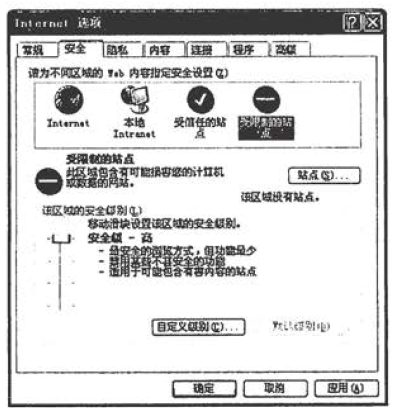 Internet 选项
常规 安全 隐私 内容 连接 程序 高级
请为不同区域的 Web 内容指定安全设置(Z)
Internet 本地 Intranet 受信任的站点 受限制的站点
受限制的站点
此区域包含有可能损害您的计算机
或数据的网站。
站点(S)...
该区域没有站点。
该区域的安全级别(L)
移动滑块设置该区域的安全级别。
安全级 - 高
- 最安全的浏览方式，但功能最少
- 禁用某些不甚安全的功能
- 适用于可能包含有害内容的站点
自定义级别(C)...
确定 取消 应用(A)